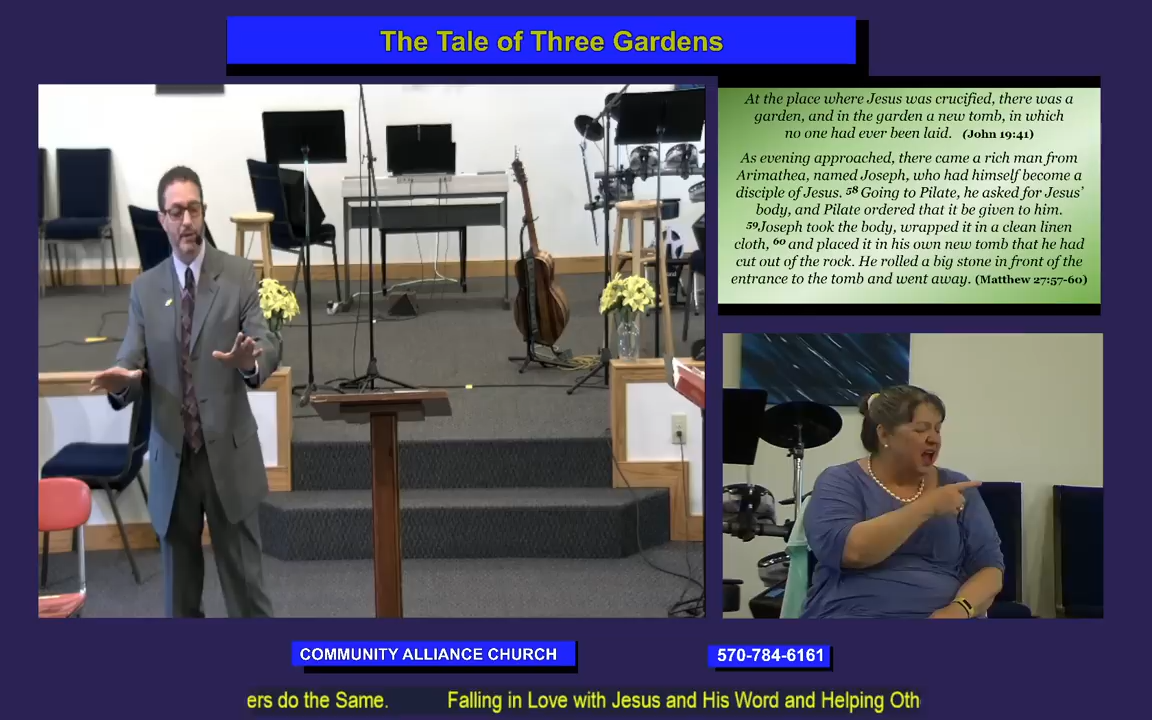 The Tale of Three Gardens
At the place where Jesus was crucified, there was a
garden, and in the garden a new tomb, in which
no one had ever been laid. (John 19:41)
As evening approached, there came a rich man from
Arimathea, named Joseph, who had himself become a
disciple of Jesus. 58 Going to Pilate, he asked for Jesus’
body, and Pilate ordered that it be given to him.
59Joseph took the body, wrapped it in a clean linen
cloth, 60 and placed it in his own new tomb that he had
cut out of the rock. He rolled a big stone in front of the
entrance to the tomb and went away. (Matthew 27:57-60)
COMMUNITY ALLIANCE CHURCH
570-784-6161
ers do the Same. Falling in Love with Jesus and His Word and Helping Oth